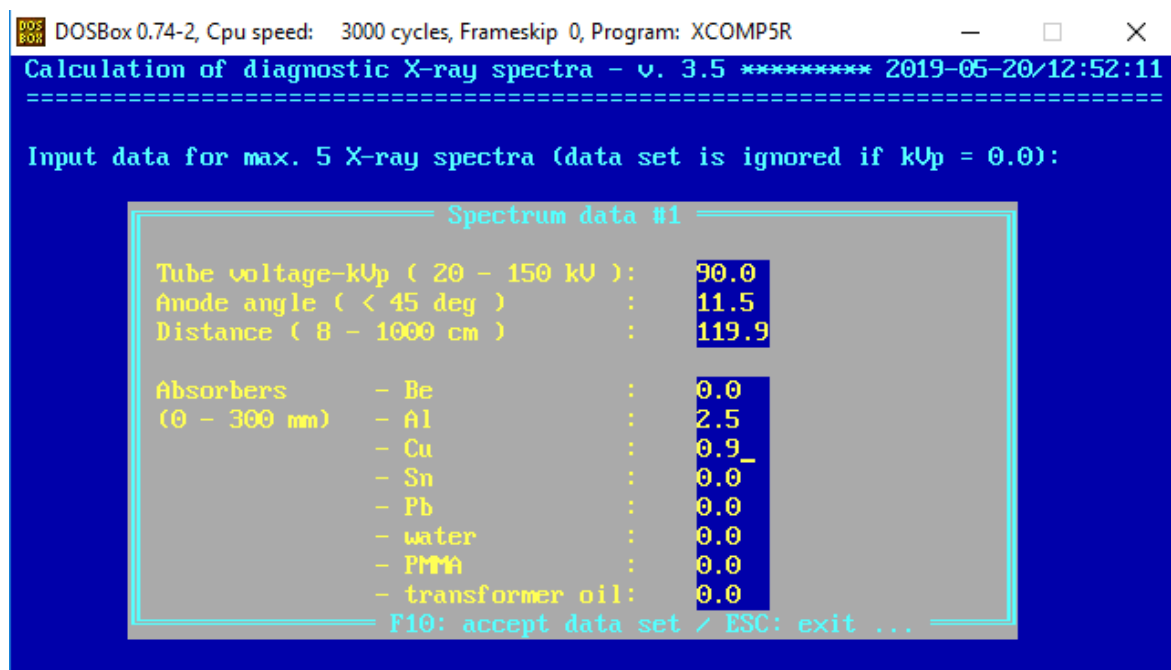 DOS BOX DOSBox 0.74-2, Cpu speed: 3000 cycles, Frameskip 0, Program: XCOMP5R
Calculation of diagnostic X-ray spectra - v. 3.5 ********* 2019-05-20/12:52:11
==============================================================================
Input data for max. 5 X-ray spectra (data set is ignored if kVp = 0.0):
Spectrum data #1
Tube voltage-kVp ( 20 - 150 kV ): 90.0
Anode angle ( < 45 deg ) : 11.5
Distance ( 8 - 1000 cm ) : 119.9
Absorbers - Be : 0.0
(0 - 300 mm) - Al : 2.5
- Cu : 0.9_
- Sn : 0.0
- Pb : 0.0
- water : 0.0
- PMMA : 0.0
- transformer oil: 0.0
F10: accept data set / ESC: exit ...